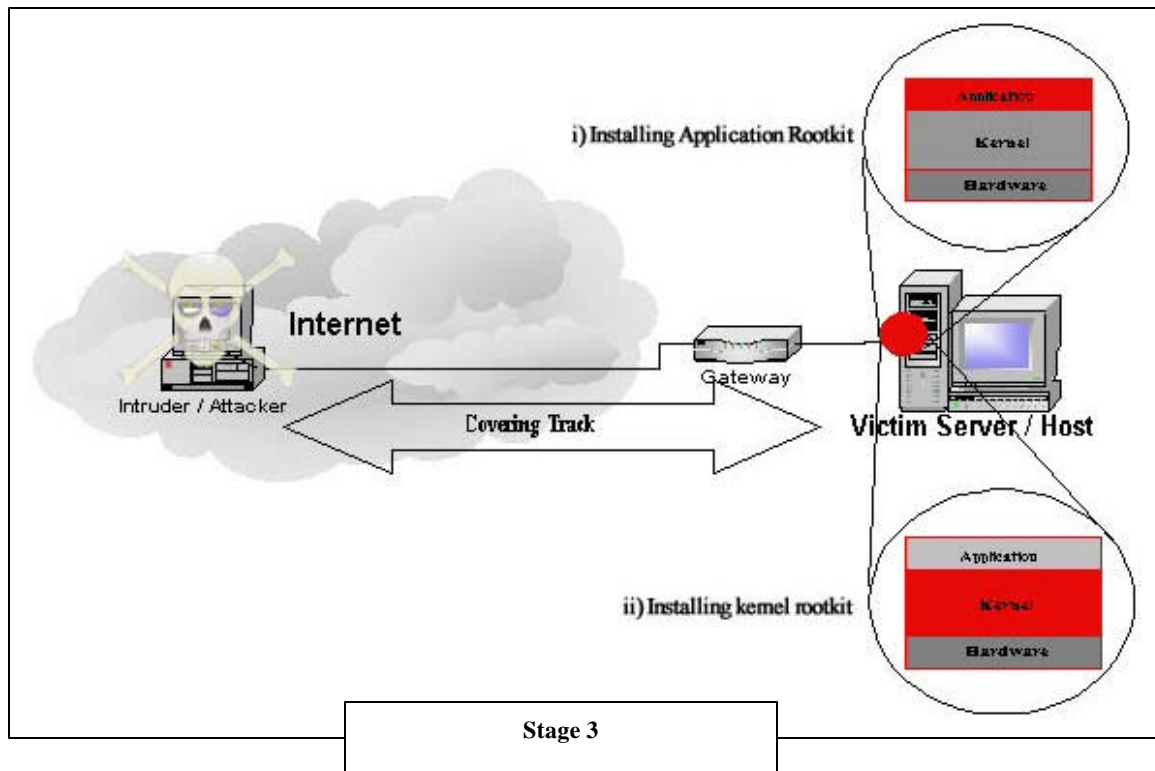 Application
i) Installing Application Rootkit
Kernel
Hardware
Internet
Gateway
Intruder / Attacker
Covering Track
Victim Server / Host
Application
ii) Installing kernel rootkit
Kernel
Hardware
Stage 3